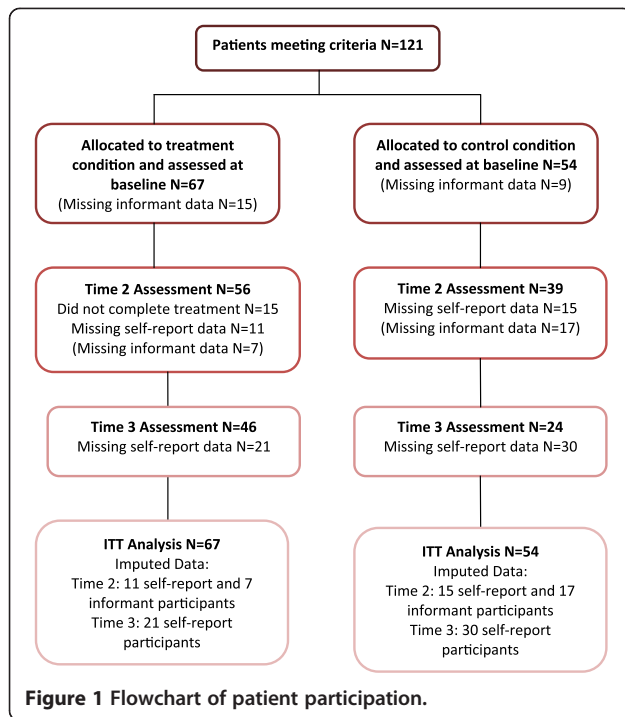 Patients meeting criteria N=121
Allocated to treatment
condition and assessed at
baseline N=67
(Missing informant data N=15)
Allocated to control condition
and assessed at baseline N=54
(Missing informant data N=9)
Time 2 Assessment N=56
Did not complete treatment N=15
Missing self-report data N=11
(Missing informant data N=7)
Time 2 Assessment N=39
Missing self-report data N=15
(Missing informant data N=17)
Time 3 Assessment N=46
Missing self-report data N=21
Time 3 Assessment N=24
Missing self-report data N=30
ITT Analysis N=67
Imputed Data:
Time 2: 11 self-report and 7
informant participants
Time 3: 21 self-report
participants
ITT Analysis N=54
Imputed Data:
Time 2: 15 self-report and 17
informant participants
Time 3: 30 self-report
participants
Figure 1 Flowchart of patient participation.